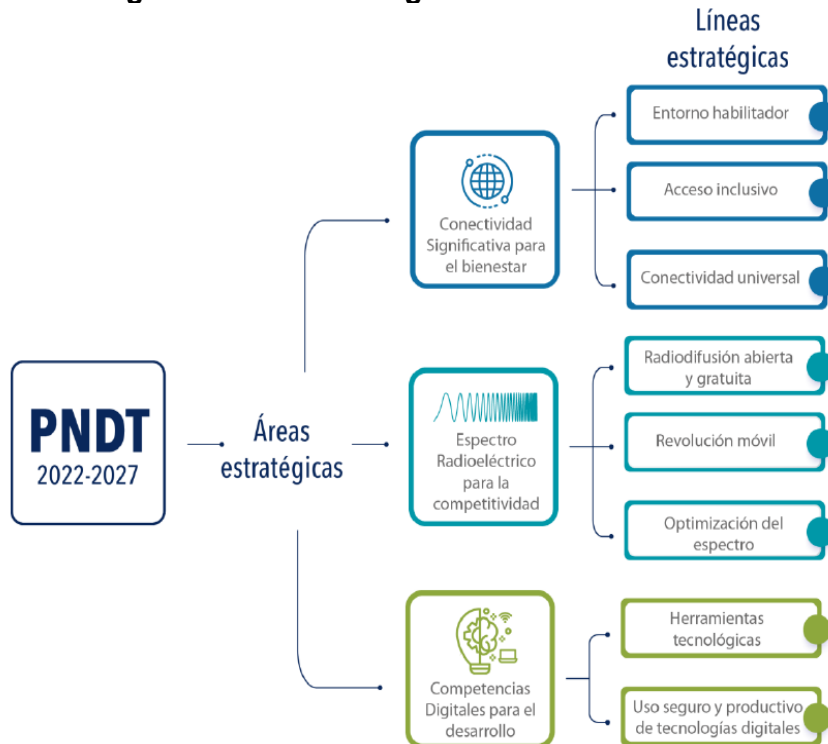 Líneas
estratégicas
PNDT
2022-2027
Áreas
estratégicas
Conectividad
Significativa para
el bienestar
Entorno habilitador
Acceso inclusivo
Conectividad universal
Espectro
Radioeléctrico
para la
competitividad
Radiodifusión abierta
y gratuita
Revolución móvil
Optimización del
espectro
Competencias
Digitales para el
desarrollo
Herramientas
tecnológicas
Uso seguro y productivo
de tecnologías digitales